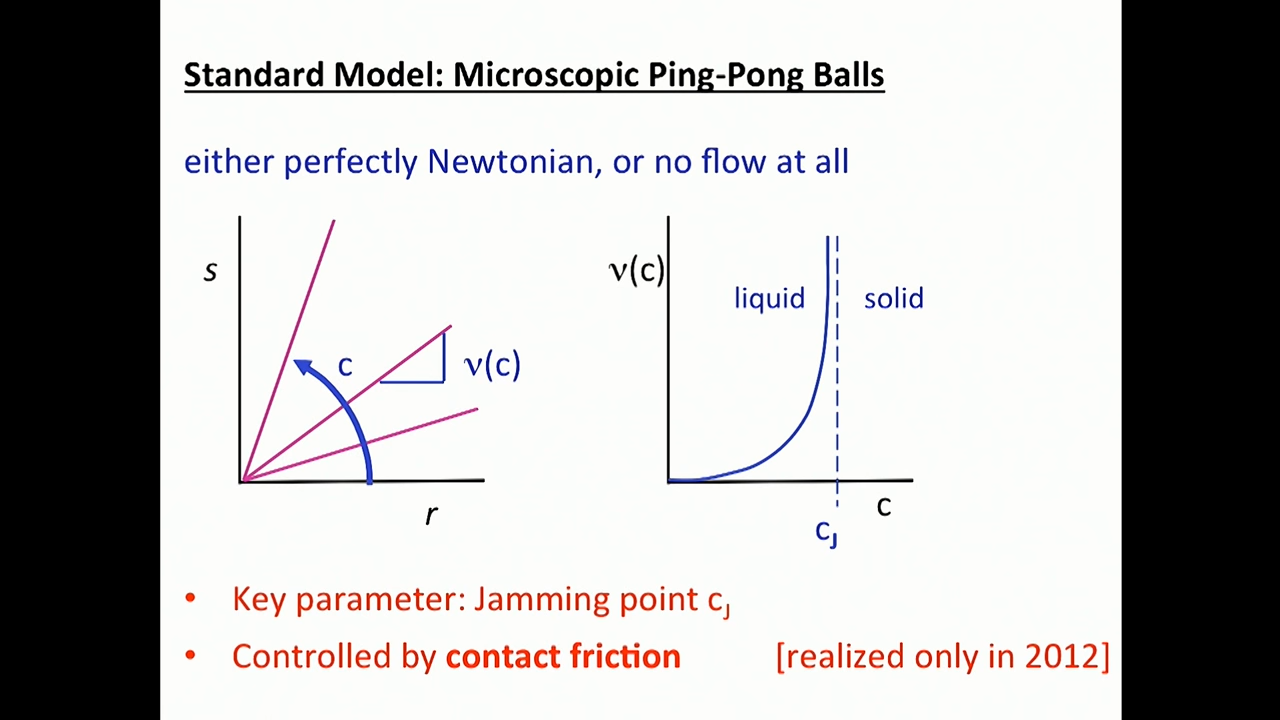 Standard Model: Microscopic Ping-Pong Balls
either perfectly Newtonian, or no flow at all
s
c
ν(c)
r
ν(c)
liquid
solid
c
cJ
• Key parameter: Jamming point cJ
• Controlled by contact friction [realized only in 2012]